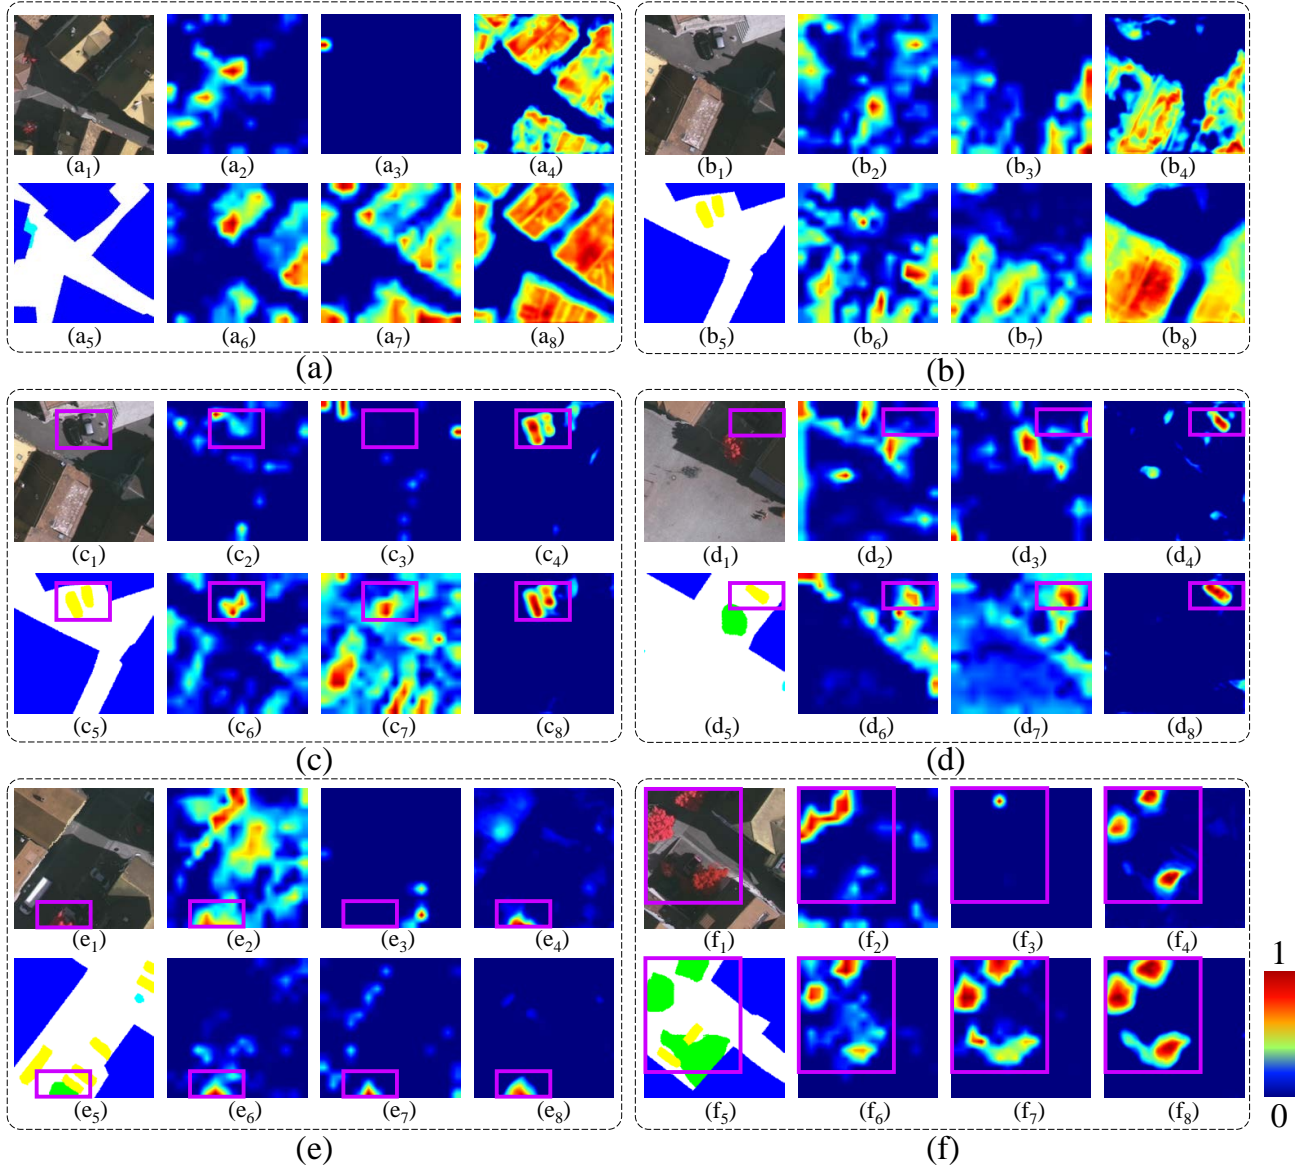 (a₁) (a₂) (a₃) (a₄) (b₁) (b₂) (b₃) (b₄)
(a₅) (a₆) (a₇) (a₈) (b₅) (b₆) (b₇) (b₈)
(a) (b)
(c₁) (c₂) (c₃) (c₄) (d₁) (d₂) (d₃) (d₄)
(c₅) (c₆) (c₇) (c₈) (d₅) (d₆) (d₇) (d₈)
(c) (d)
(e₁) (e₂) (e₃) (e₄) (f₁) (f₂) (f₃) (f₄)
1
(e₅) (e₆) (e₇) (e₈) (f₅) (f₆) (f₇) (f₈) 0
(e) (f)